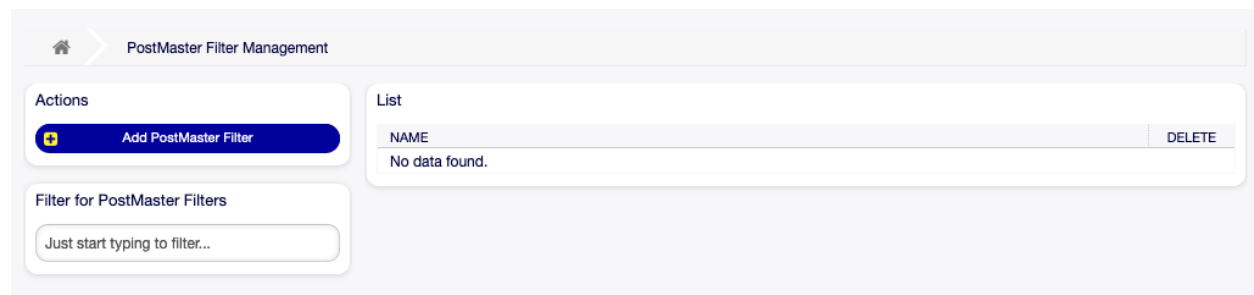 PostMaster Filter Management
Actions
Add PostMaster Filter
Filter for PostMaster Filters
Just start typing to filter...
List
NAME DELETE
No data found.